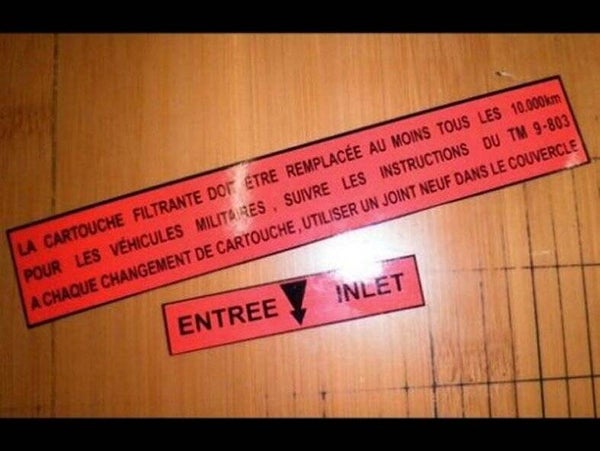 LA CARTOUCHE FILTRANTE DOIT ÊTRE REMPLACÉE AU MOINS TOUS LES 10.000km
POUR LES VÉHICULES MILITAIRES, SUIVRE LES INSTRUCTIONS DU TM 9-803
A CHAQUE CHANGEMENT DE CARTOUCHE, UTILISER UN JOINT NEUF DANS LE COUVERCLE
ENTREE INLET